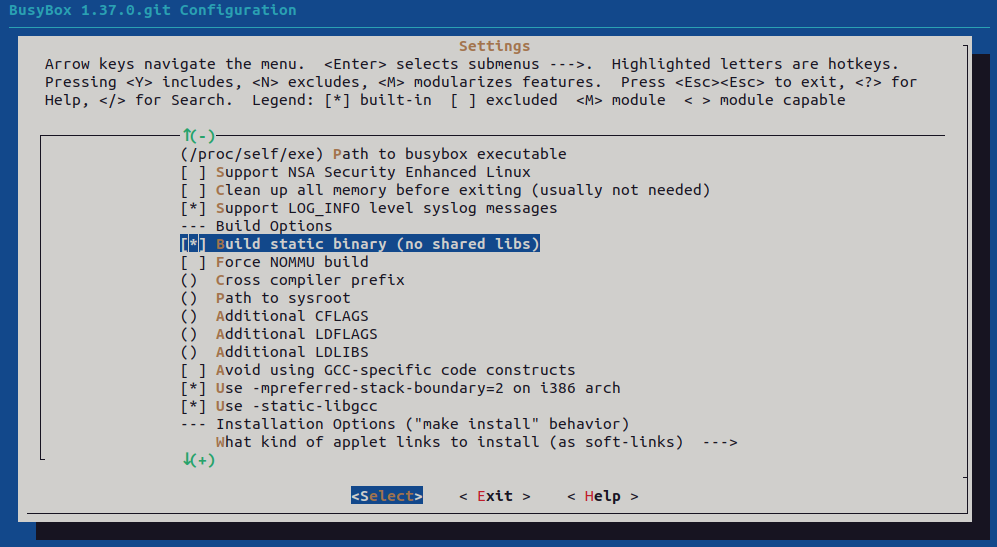 BusyBox 1.37.0.git Configuration
Settings
Arrow keys navigate the menu.  <Enter> selects submenus --->.  Highlighted letters are hotkeys.
Pressing <Y> includes, <N> excludes, <M> modularizes features.  Press <Esc><Esc> to exit, <?> for
Help, </> for Search.  Legend: [*] built-in  [ ] excluded  <M> module  < > module capable
↑(-)
(/proc/self/exe) Path to busybox executable
[ ] Support NSA Security Enhanced Linux
[ ] Clean up all memory before exiting (usually not needed)
[*] Support LOG_INFO level syslog messages
--- Build Options
[*] Build static binary (no shared libs)
[ ] Force NOMMU build
()  Cross compiler prefix
()  Path to sysroot
()  Additional CFLAGS
()  Additional LDFLAGS
()  Additional LDLIBS
[ ] Avoid using GCC-specific code constructs
[*] Use -mpreferred-stack-boundary=2 on i386 arch
[*] Use -static-libgcc
--- Installation Options ("make install" behavior)
What kind of applet links to install (as soft-links)  --->
↓(+)
<Select>    < Exit >    < Help >